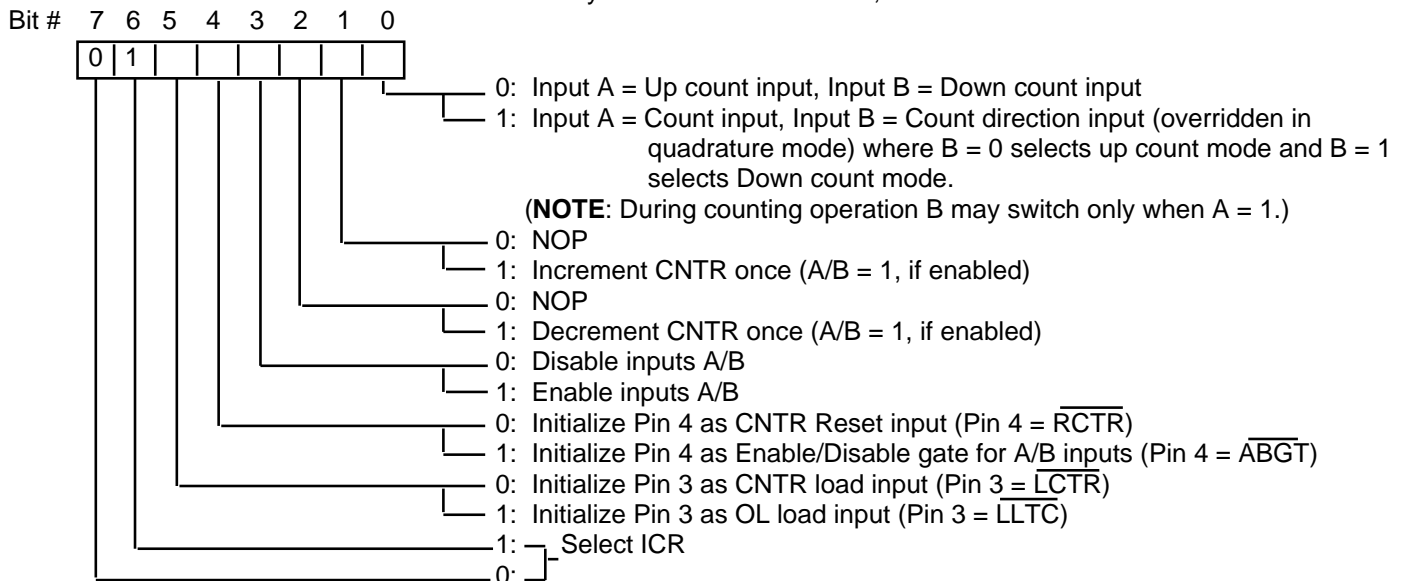 Bit # 7 6 5 4 3 2 1 0
0 1
0: Input A = Up count input, Input B = Down count input
1: Input A = Count input, Input B = Count direction input (overridden in
quadrature mode) where B = 0 selects up count mode and B = 1
selects Down count mode.
(NOTE: During counting operation B may switch only when A = 1.)
0: NOP
1: Increment CNTR once (A/B = 1, if enabled)
0: NOP
1: Decrement CNTR once (A/B = 1, if enabled)
0: Disable inputs A/B
1: Enable inputs A/B
0: Initialize Pin 4 as CNTR Reset input (Pin 4 = R̅C̅T̅R̅)
1: Initialize Pin 4 as Enable/Disable gate for A/B inputs (Pin 4 = A̅B̅G̅T̅)
0: Initialize Pin 3 as CNTR load input (Pin 3 = L̅C̅T̅R̅)
1: Initialize Pin 3 as OL load input (Pin 3 = L̅L̅T̅C̅)
1: Select ICR
0: